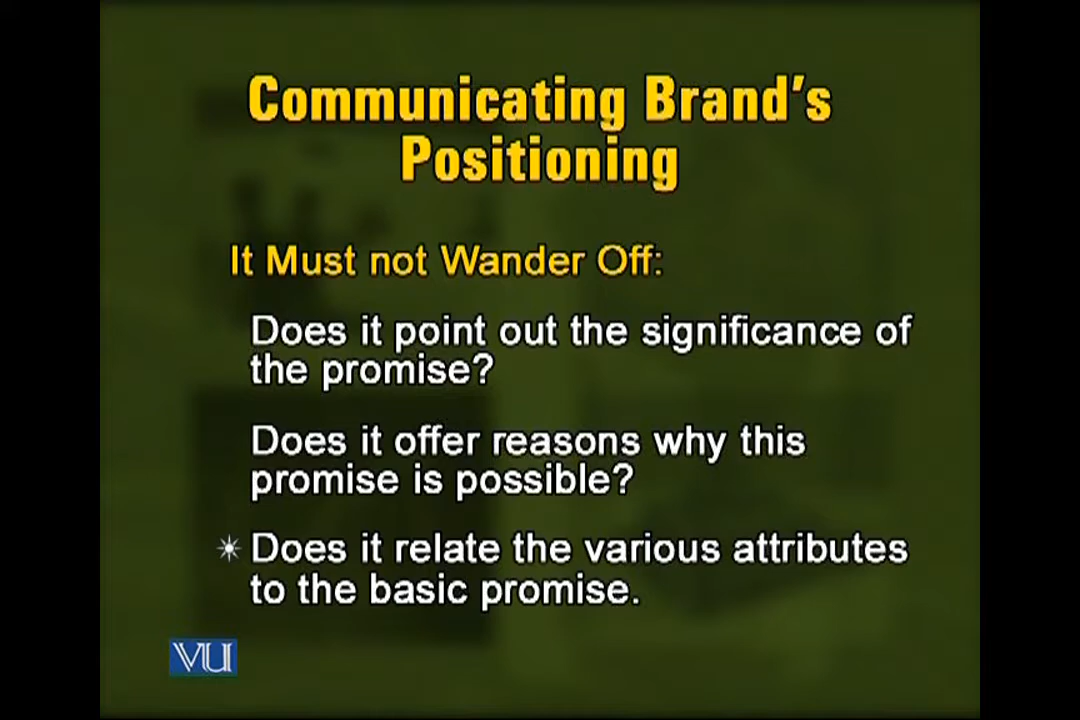 Communicating Brand's
Positioning
It Must not Wander Off:
Does it point out the significance of
the promise?
Does it offer reasons why this
promise is possible?
Does it relate the various attributes
to the basic promise.
VU